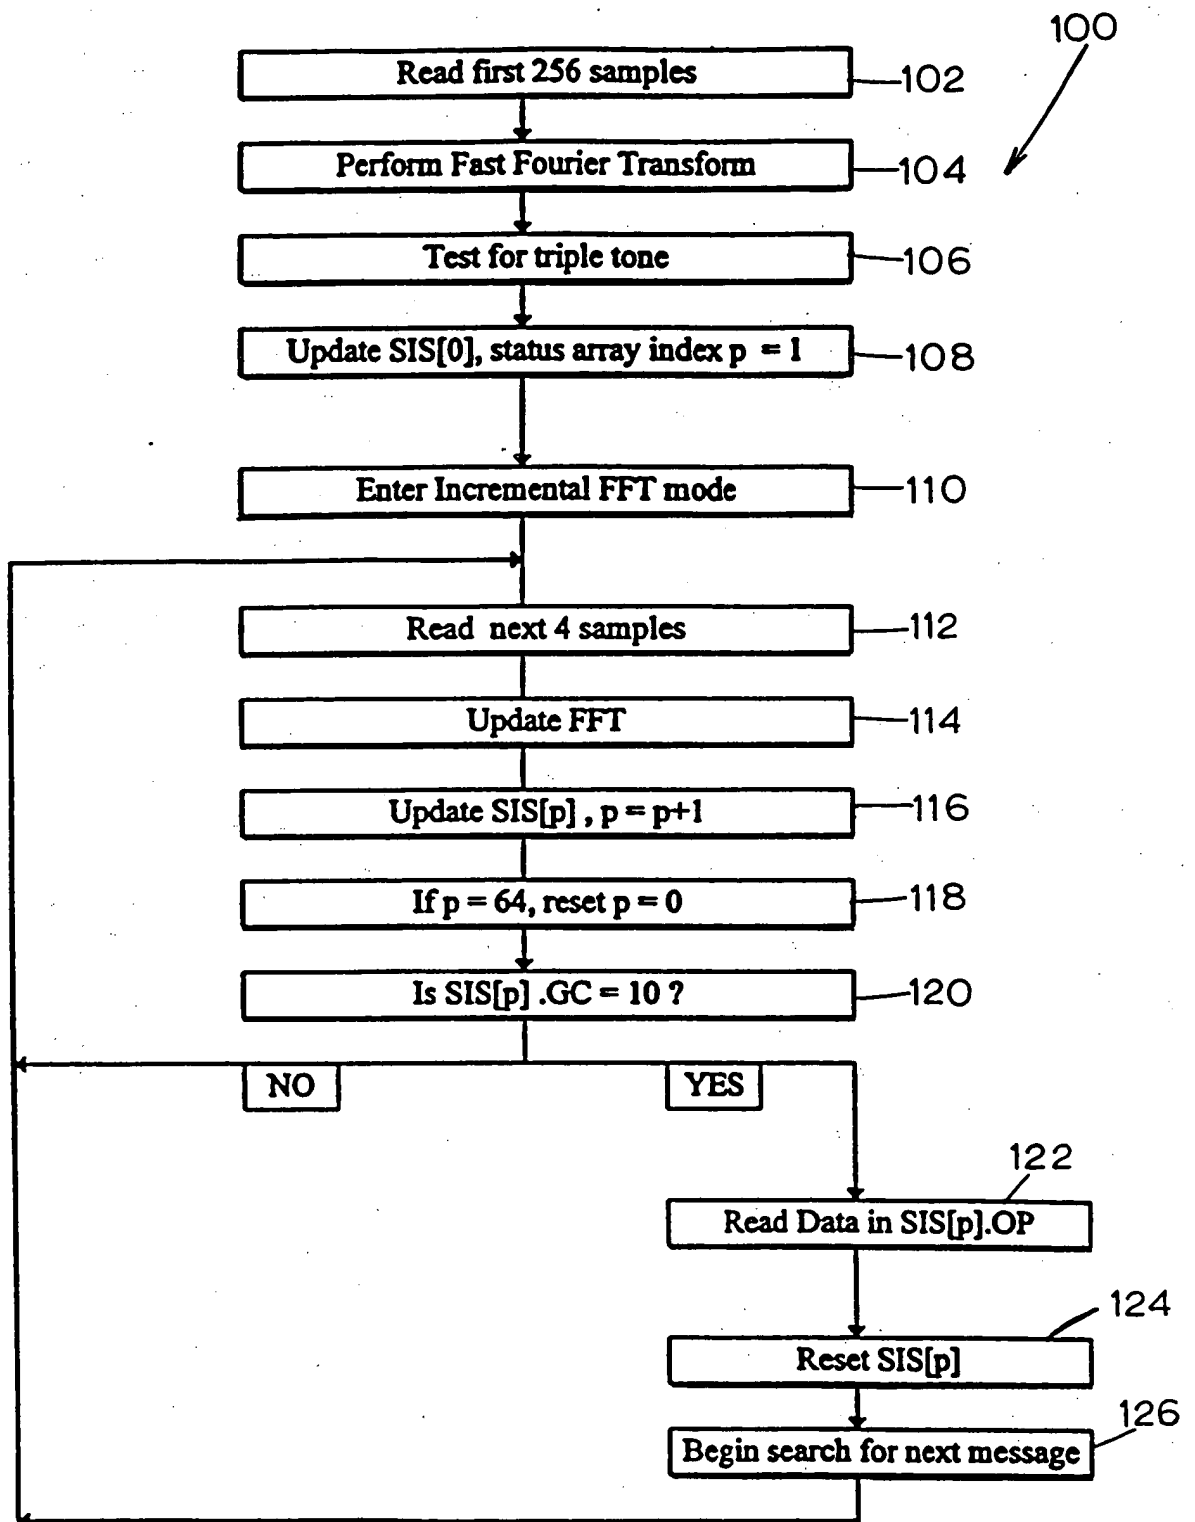 100
Read first 256 samples
102
Perform Fast Fourier Transform
104
Test for triple tone
106
Update SIS[0], status array index p = 1
108
Enter Incremental FFT mode
110
Read next 4 samples
112
Update FFT
114
Update SIS[p] , p = p+1
116
If p = 64, reset p = 0
118
Is SIS[p] .GC = 10 ?
120
NO
YES
122
Read Data in SIS[p].OP
124
Reset SIS[p]
126
Begin search for next message